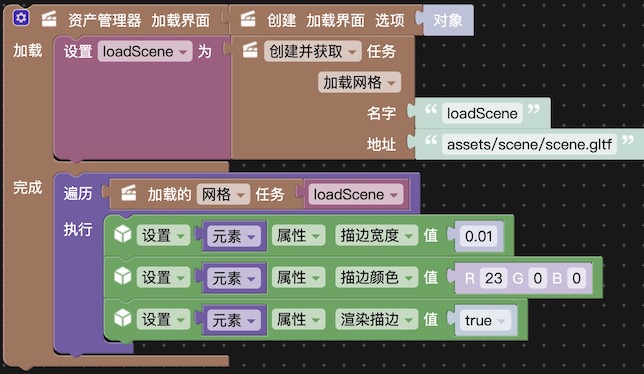 资产管理器 加载界面 创建 加载界面 选项 对象
加载 设置 loadScene 为 创建并获取 任务
加载网格
名字 “ loadScene ”
地址 “ assets/scene/scene.gltf
完成 遍历 加载的 网格 任务 loadScene
执行 设置 元素 属性 描边宽度 值 0.01
设置 元素 属性 描边颜色 值 R 23 G 0 B 0
设置 元素 属性 渲染描边 值 true